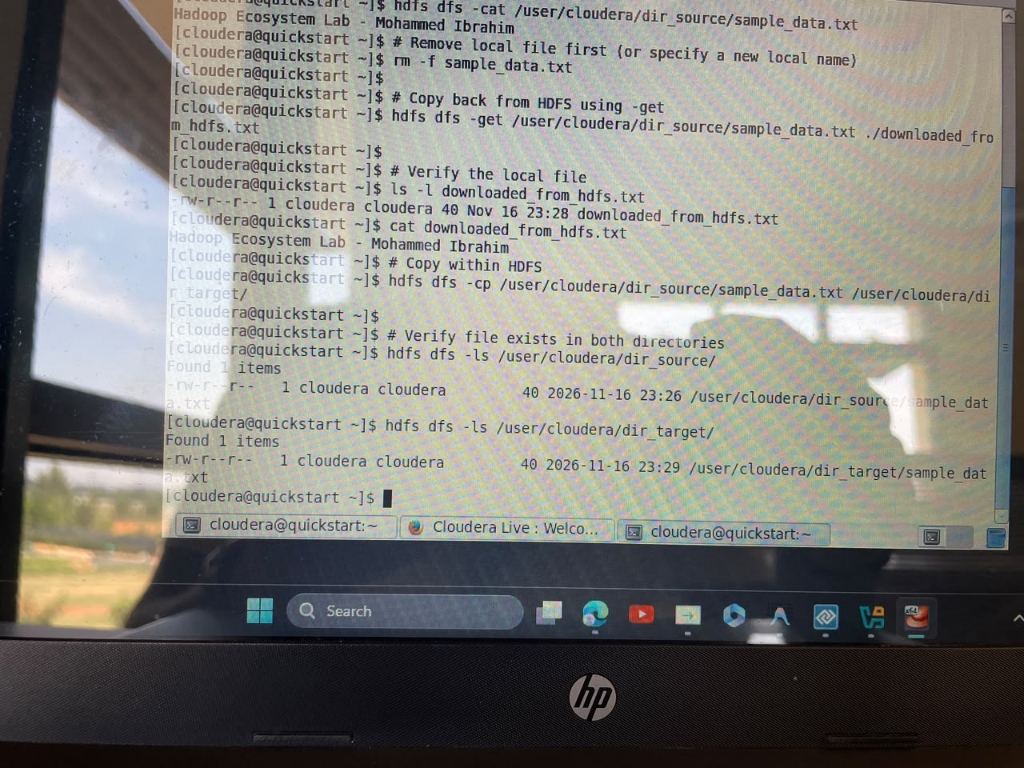 [cloudera@quickstart ~]$ hdfs dfs -cat /user/cloudera/dir_source/sample_data.txt
Hadoop Ecosystem Lab - Mohammed Ibrahim
[cloudera@quickstart ~]$ # Remove local file first (or specify a new local name)
[cloudera@quickstart ~]$ rm -f sample_data.txt
[cloudera@quickstart ~]$
[cloudera@quickstart ~]$ # Copy back from HDFS using -get
[cloudera@quickstart ~]$ hdfs dfs -get /user/cloudera/dir_source/sample_data.txt ./downloaded_fro
m_hdfs.txt
[cloudera@quickstart ~]$
[cloudera@quickstart ~]$ # Verify the local file
[cloudera@quickstart ~]$ ls -l downloaded_from_hdfs.txt
-rw-r--r-- 1 cloudera cloudera 40 Nov 16 23:28 downloaded_from_hdfs.txt
[cloudera@quickstart ~]$ cat downloaded_from_hdfs.txt
Hadoop Ecosystem Lab - Mohammed Ibrahim
[cloudera@quickstart ~]$ # Copy within HDFS
[cloudera@quickstart ~]$ hdfs dfs -cp /user/cloudera/dir_source/sample_data.txt /user/cloudera/di
r_target/
[cloudera@quickstart ~]$
[cloudera@quickstart ~]$ # Verify file exists in both directories
[cloudera@quickstart ~]$ hdfs dfs -ls /user/cloudera/dir_source/
Found 1 items
-rw-r--r-- 1 cloudera cloudera 40 2026-11-16 23:26 /user/cloudera/dir_source/sample_dat
a.txt
[cloudera@quickstart ~]$ hdfs dfs -ls /user/cloudera/dir_target/
Found 1 items
-rw-r--r-- 1 cloudera cloudera 40 2026-11-16 23:29 /user/cloudera/dir_target/sample_dat
a.txt
[cloudera@quickstart ~]$
cloudera@quickstart:~
Cloudera Live : Welco...
cloudera@quickstart:~
Search
hp